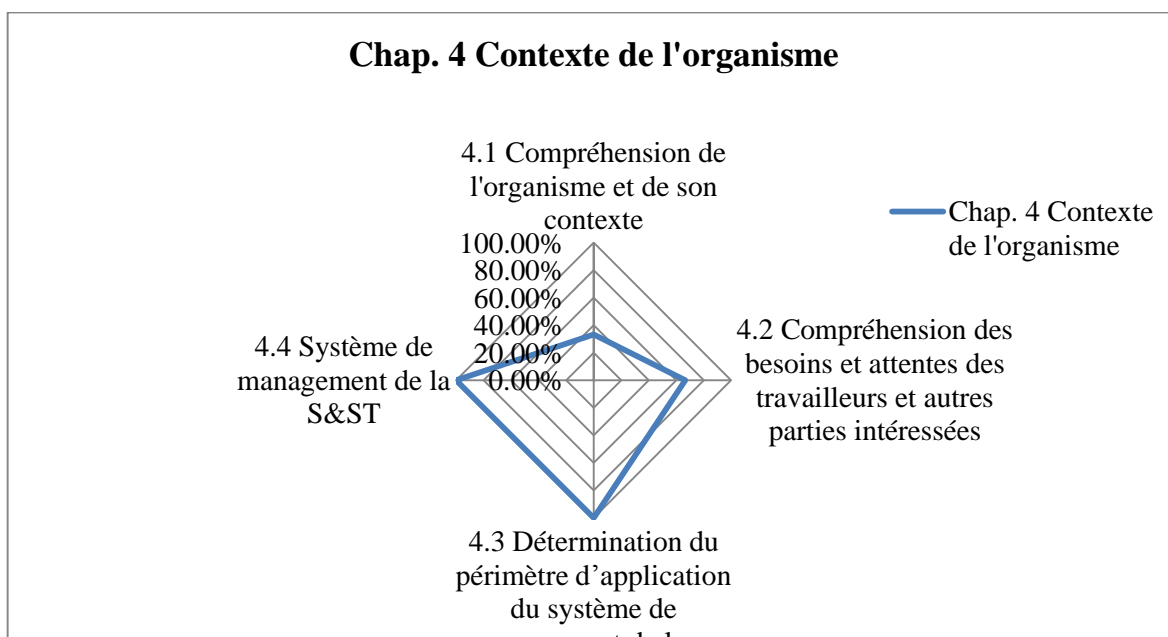 Chap. 4 Contexte de l'organisme
4.1 Compréhension de
l'organisme et de son
contexte
100.00%
80.00%
60.00%
40.00%
20.00%
0.00%
Chap. 4 Contexte
de l'organisme
4.2 Compréhension des
besoins et attentes des
travailleurs et autres
parties intéressées
4.4 Système de
management de la
S&ST
4.3 Détermination du
périmètre d’application
du système de